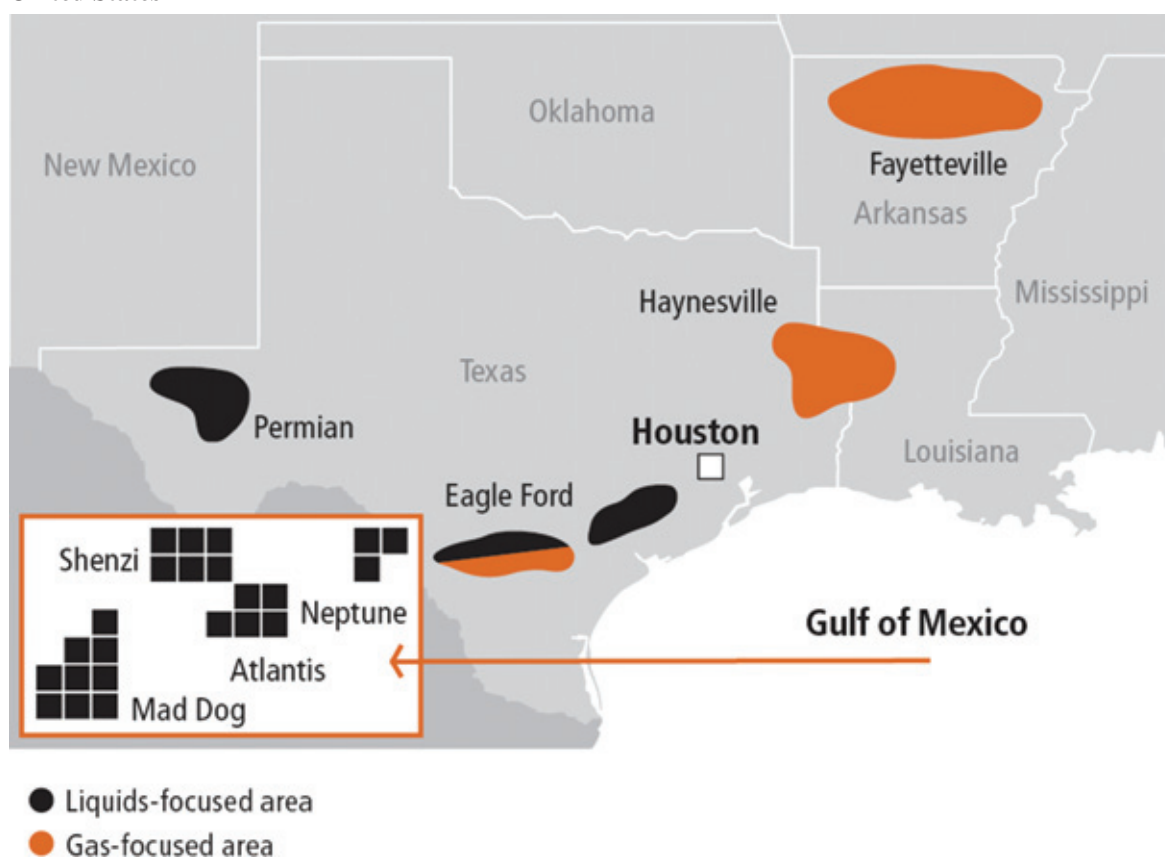 Oklahoma
New Mexico
Fayetteville
Arkansas
Haynesville
Mississippi
Texas
Permian
Houston
Louisiana
Eagle Ford
Shenzi
Neptune
Gulf of Mexico
Atlantis
Mad Dog
Liquids-focused area
Gas-focused area